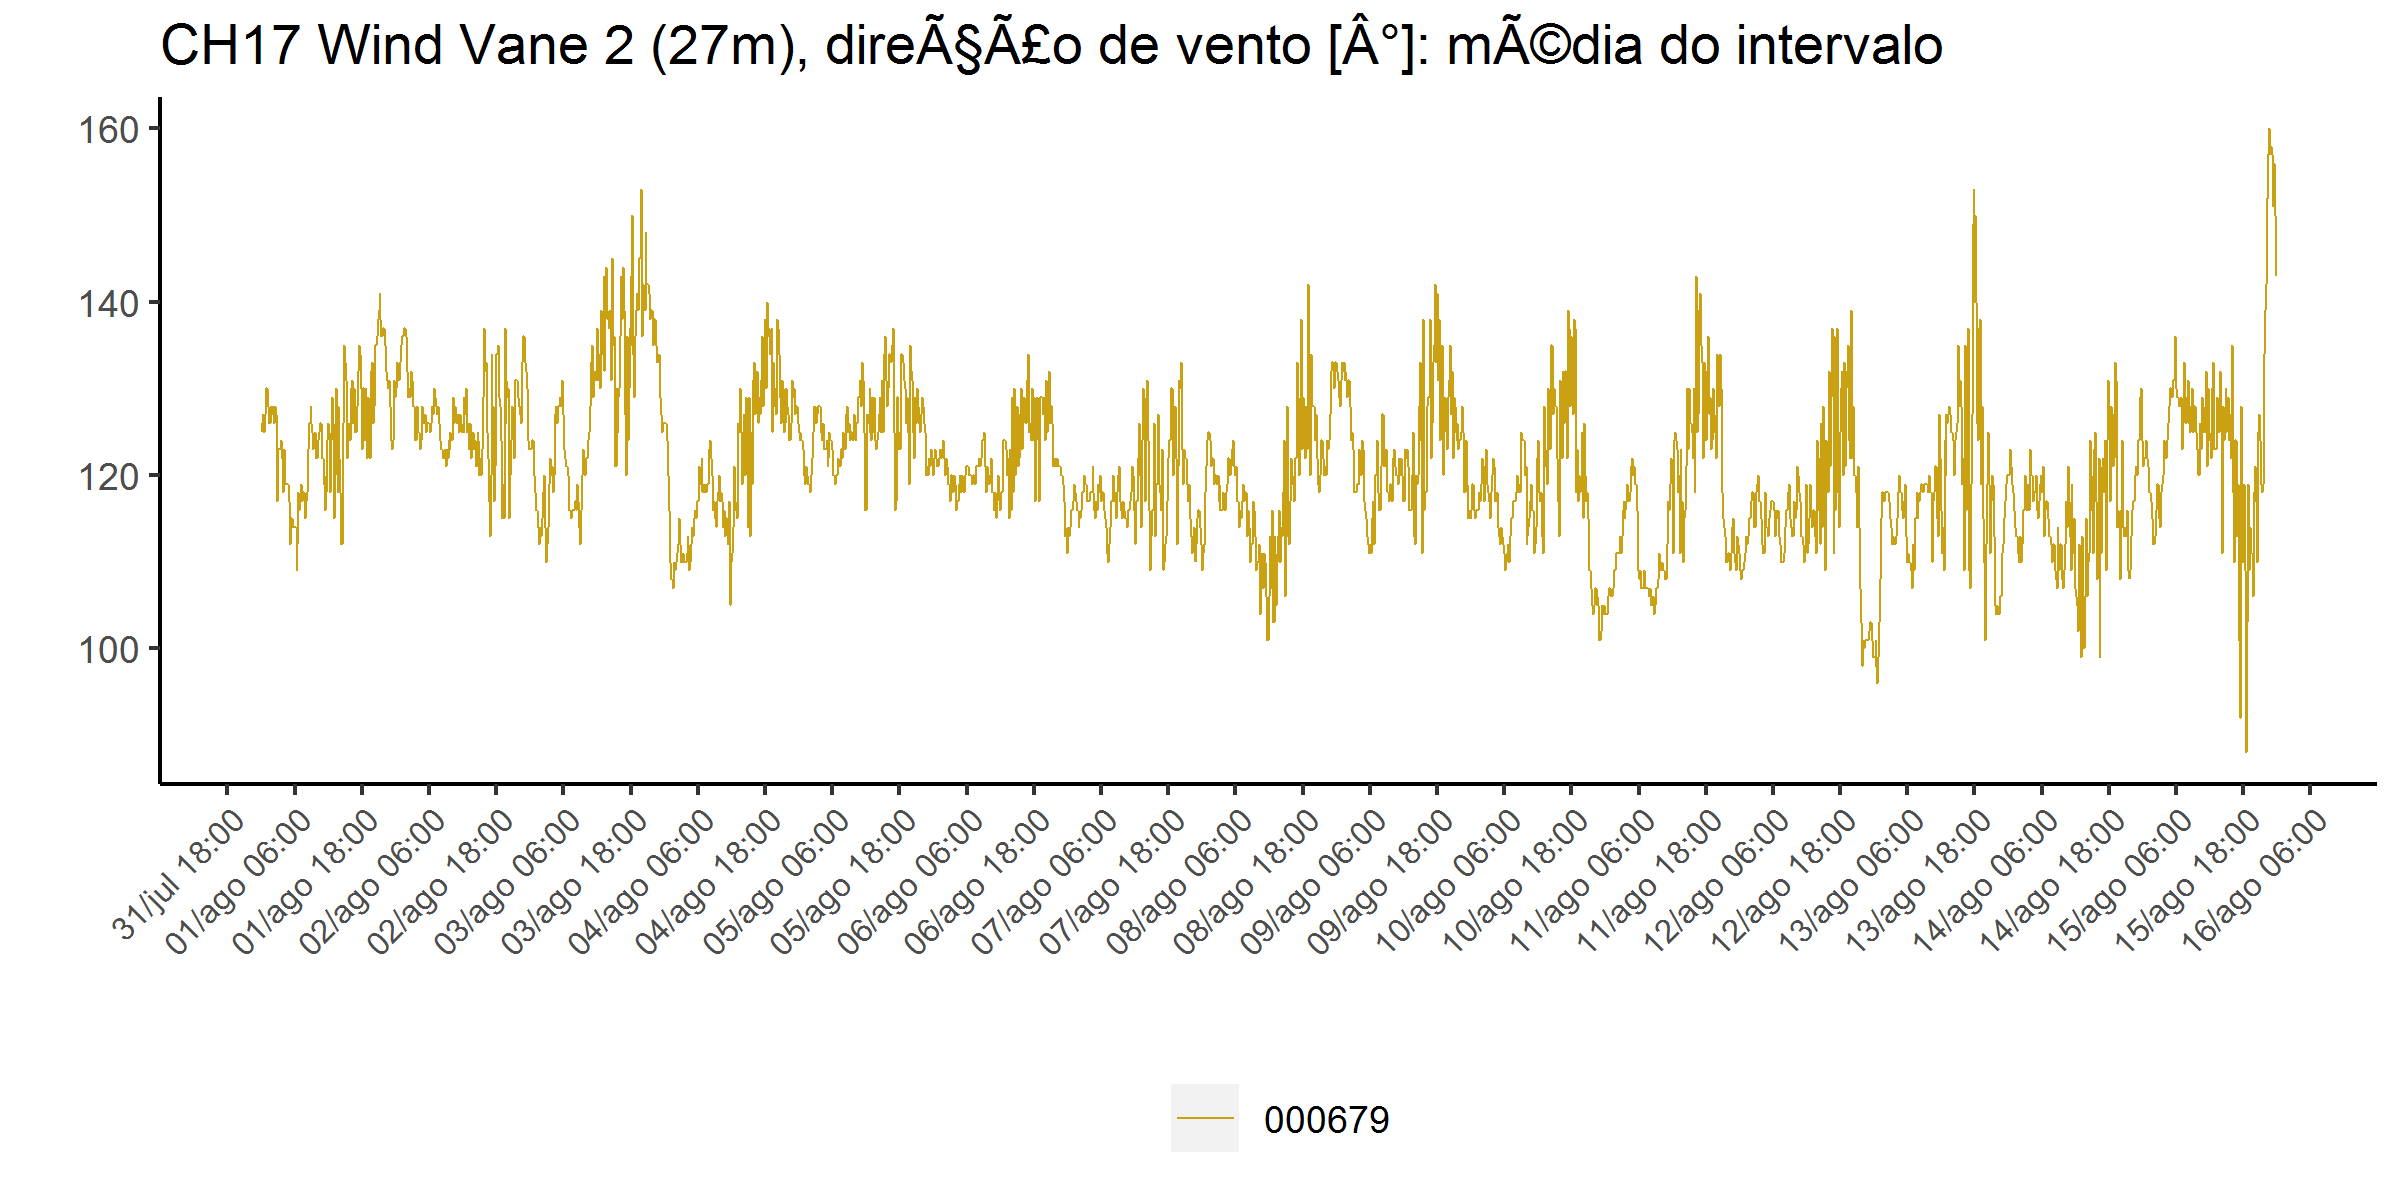 CH17 Wind Vane 2 (27m), direÃ§Ã£o de vento [Â°]: mÃ©dia do intervalo
160
140
120
100
31/jul 18:00
01/ago 06:00
01/ago 18:00
02/ago 06:00
02/ago 18:00
03/ago 06:00
03/ago 18:00
04/ago 06:00
04/ago 18:00
05/ago 06:00
05/ago 18:00
06/ago 06:00
06/ago 18:00
07/ago 06:00
07/ago 18:00
08/ago 06:00
08/ago 18:00
09/ago 06:00
09/ago 18:00
10/ago 06:00
10/ago 18:00
11/ago 06:00
11/ago 18:00
12/ago 06:00
12/ago 18:00
13/ago 06:00
13/ago 18:00
14/ago 06:00
14/ago 18:00
15/ago 06:00
15/ago 18:00
16/ago 06:00
000679